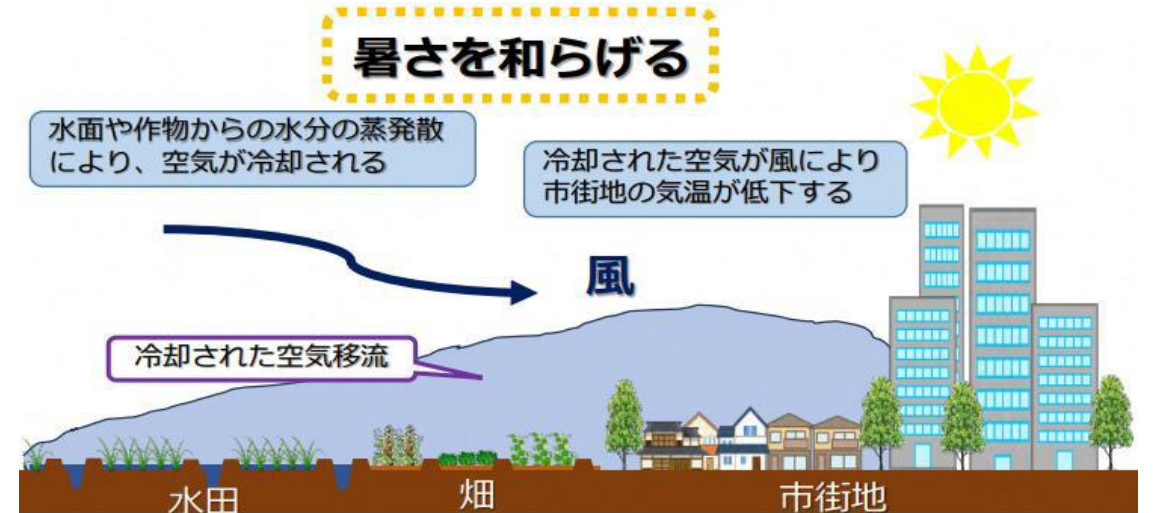 暑さを和らげる
水面や作物からの水分の蒸発散
により、空気が冷却される
冷却された空気が風により
市街地の気温が低下する
風
冷却された空気移流
水田
畑
市街地